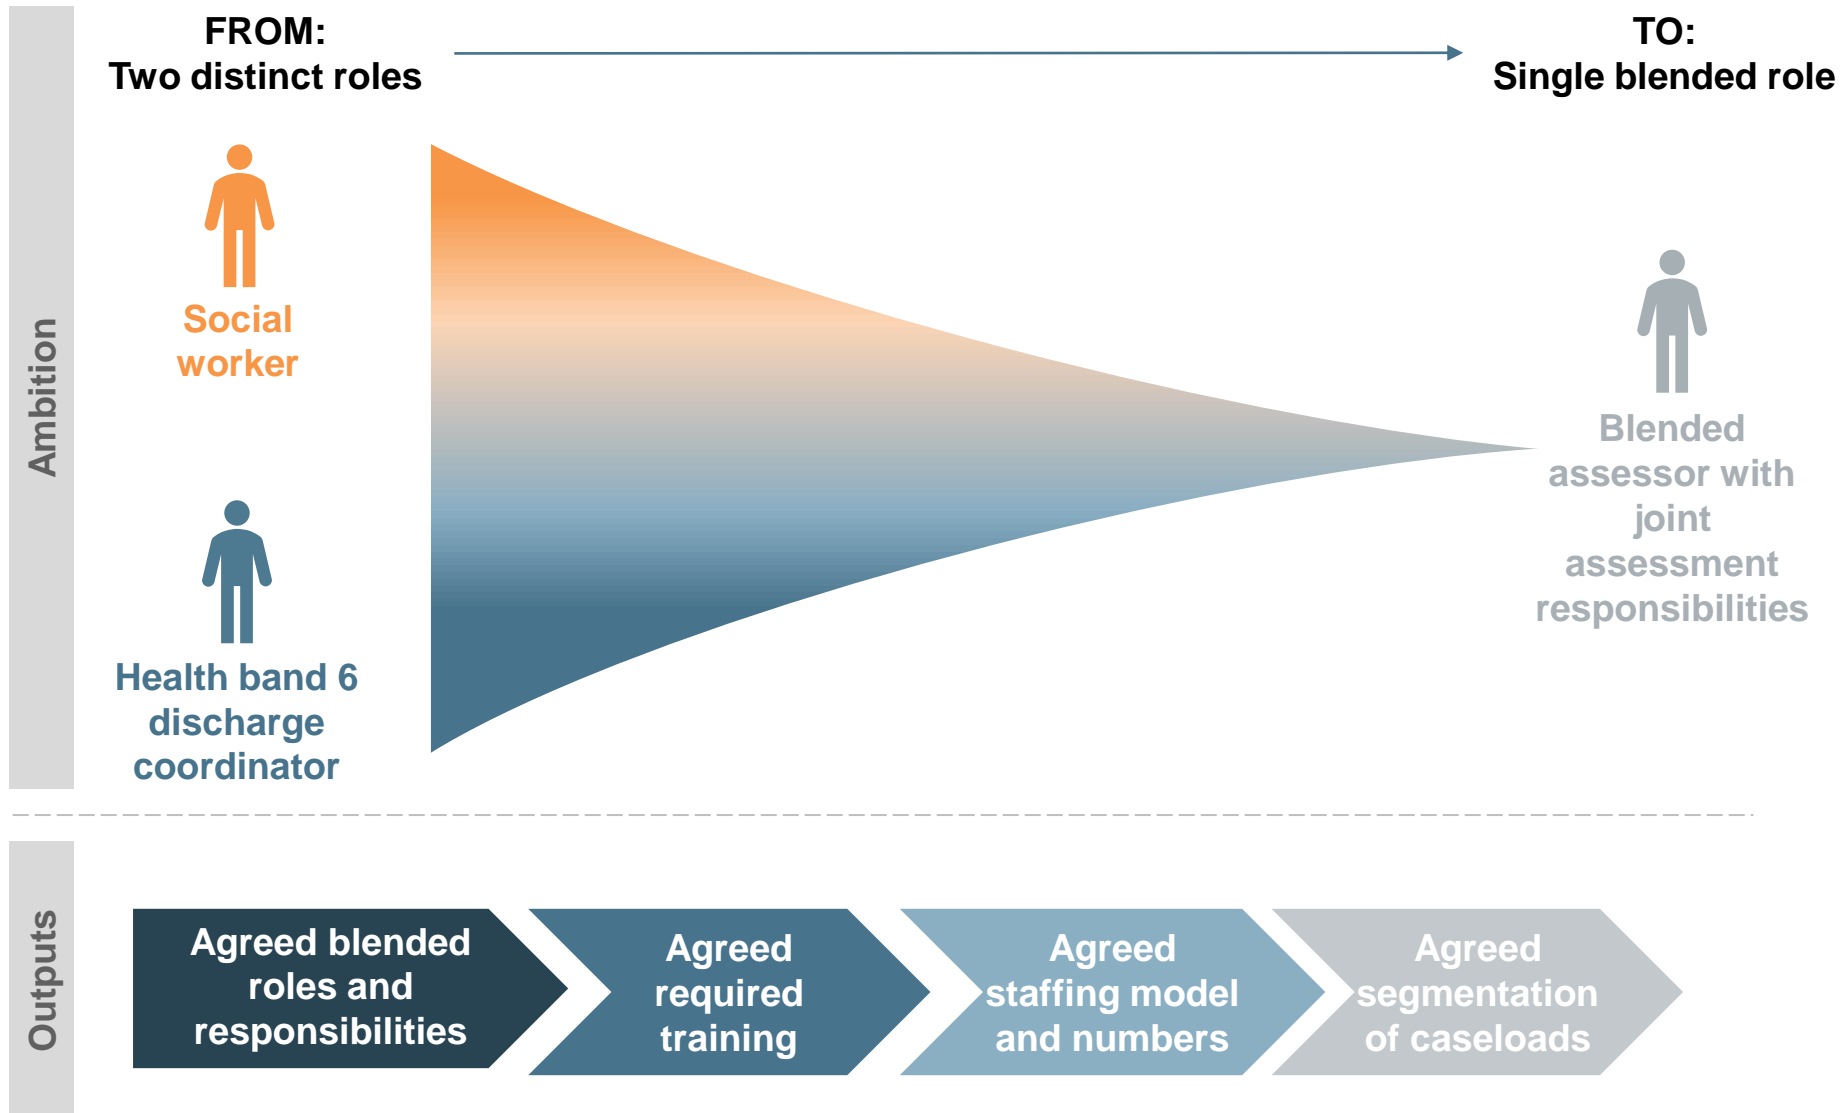 FROM:
Two distinct roles
TO:
Single blended role
Ambition
Social
worker
Health band 6
discharge
coordinator
Blended
assessor with
joint
assessment
responsibilities
Outputs
Agreed blended
roles and
responsibilities
Agreed
required
training
Agreed
staffing model
and numbers
Agreed
segmentation
of caseloads